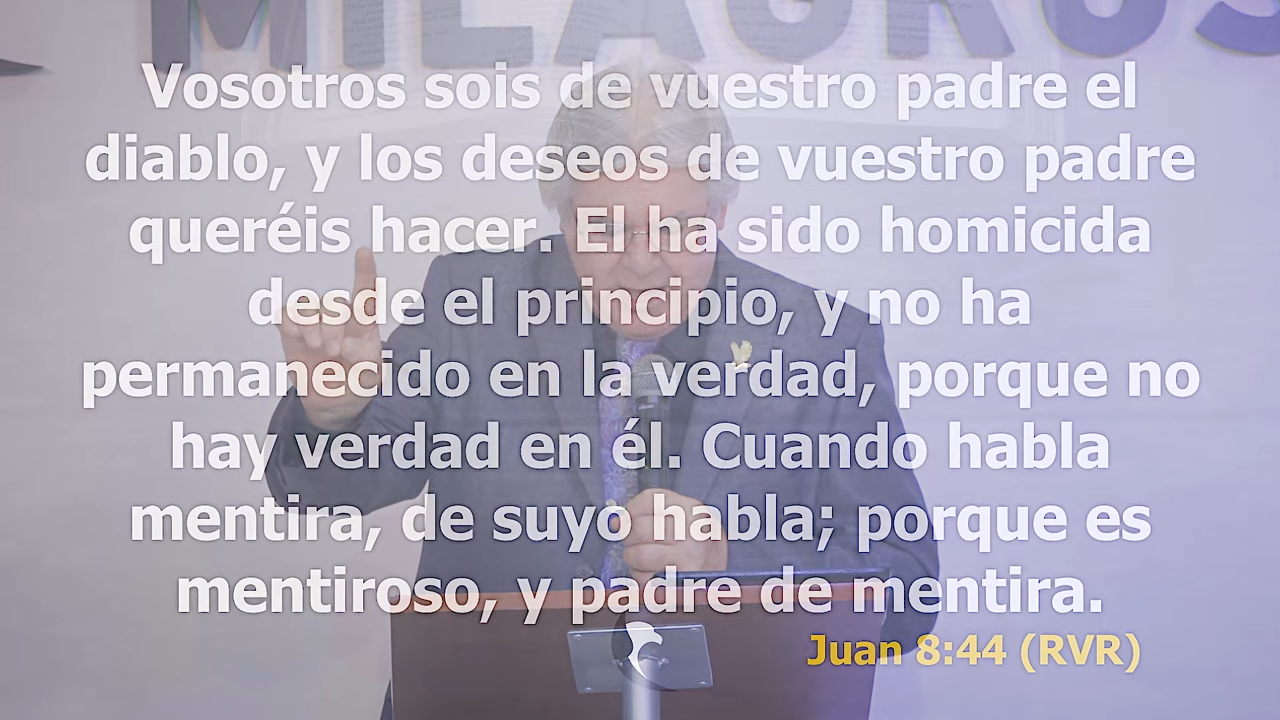 MILAGROS
Vosotros sois de vuestro padre el
diablo, y los deseos de vuestro padre
queréis hacer. El ha sido homicida
desde el principio, y no ha
permanecido en la verdad, porque no
hay verdad en él. Cuando habla
mentira, de suyo habla; porque es
mentiroso, y padre de mentira.
Juan 8:44 (RVR)